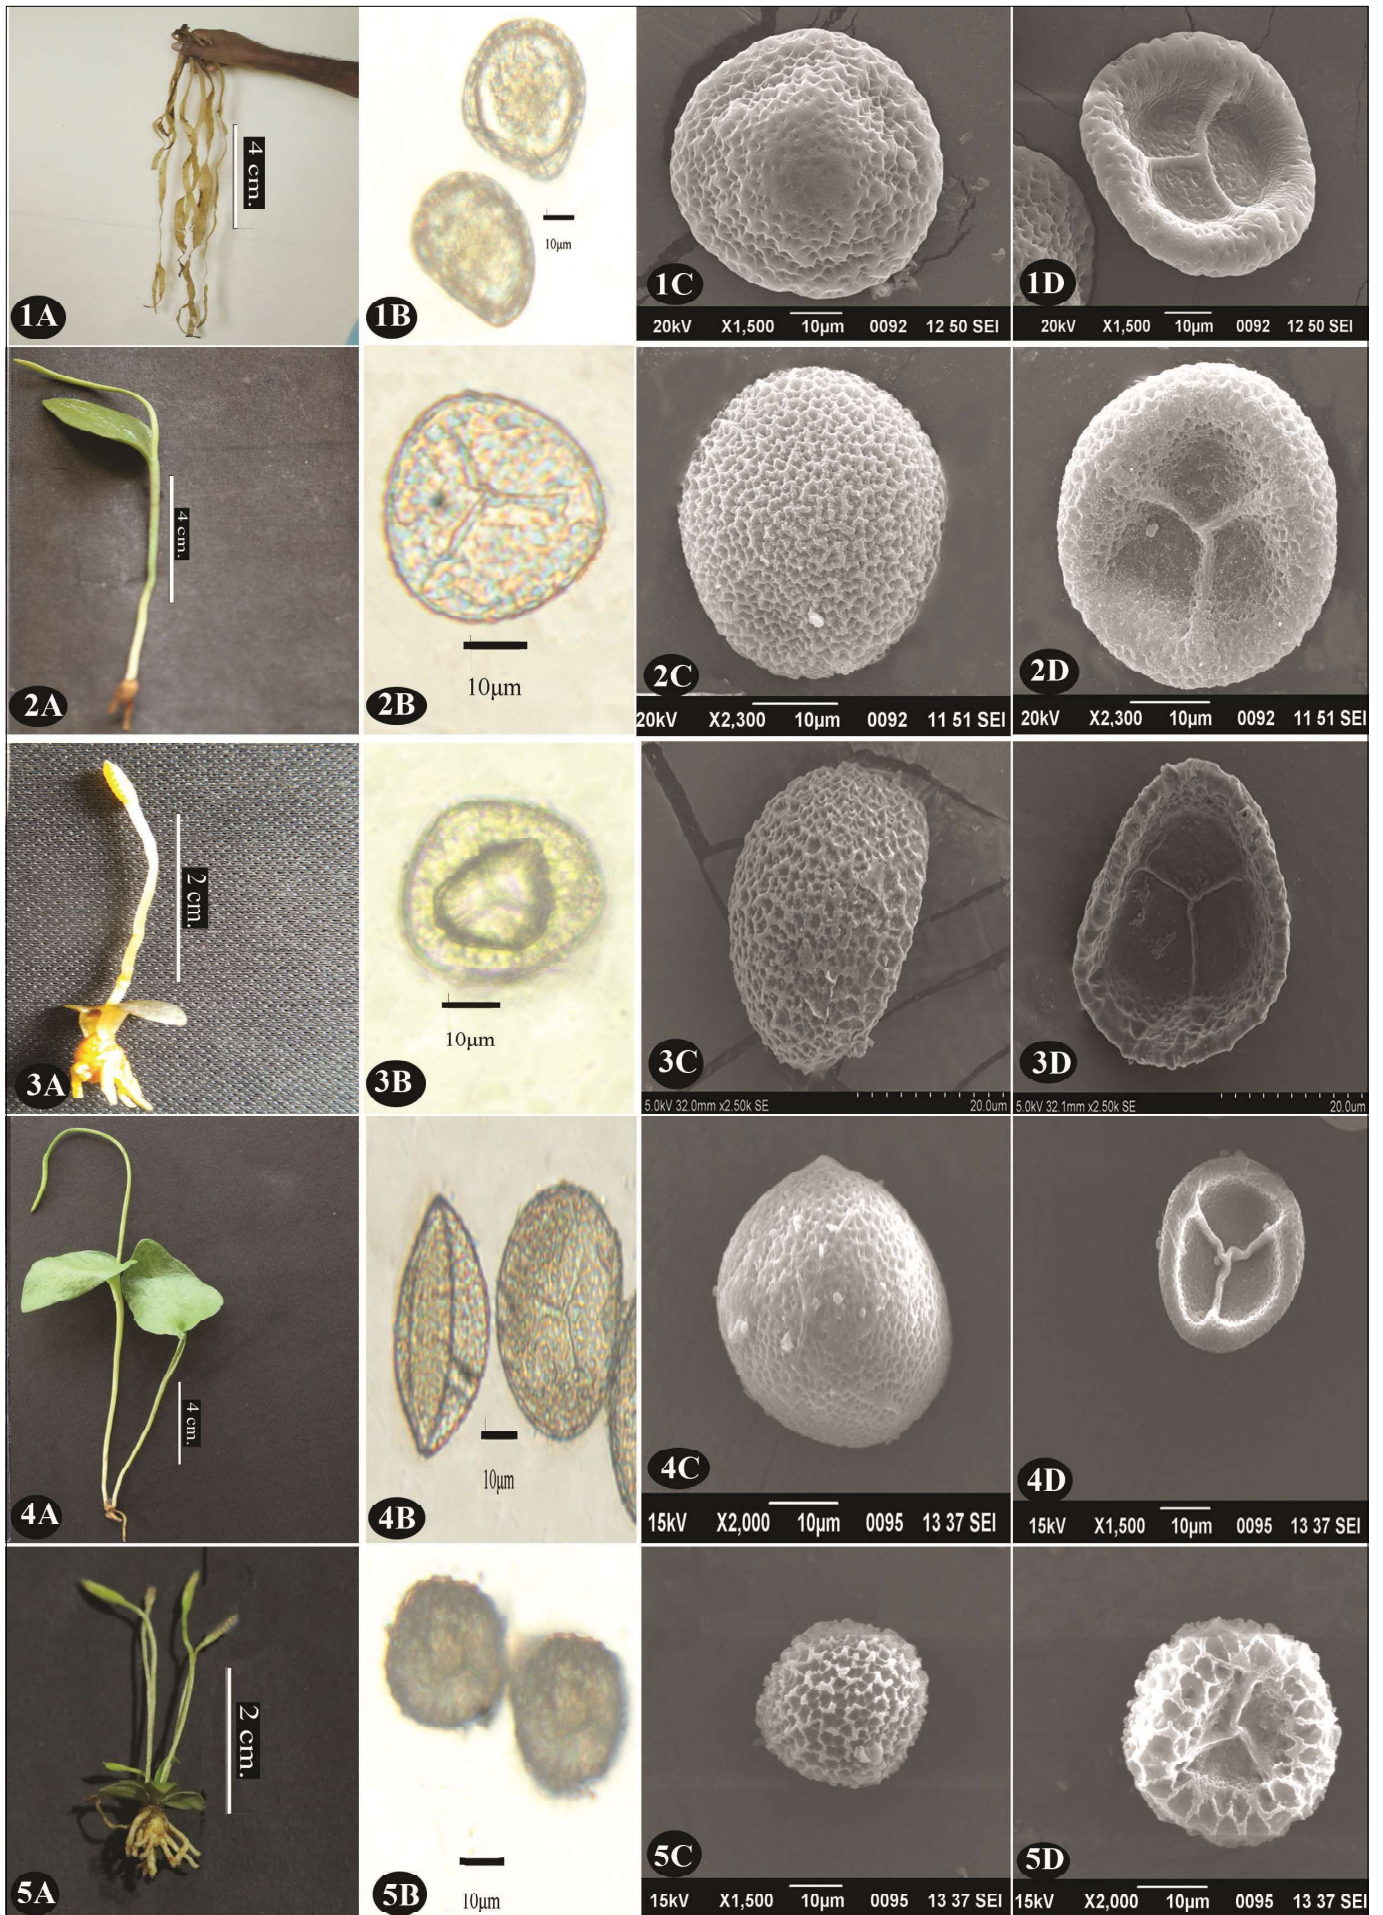 4 cm.
1A
10µm
1B
1C
20kV X1,500 10µm 0092 12 50 SEI
1D
20kV X1,500 10µm 0092 12 50 SEI
4 cm.
2A
10µm
2B
2C
20kV X2,300 10µm 0092 11 51 SEI
2D
20kV X2,300 10µm 0092 11 51 SEI
2 cm.
3A
10µm
3B
3C
5.0kV 32.0mm x2.50k SE 20.0um
3D
5.0kV 32.1mm x2.50k SE 20.0um
4 cm.
4A
10µm
4B
4C
15kV X2,000 10µm 0095 13 37 SEI
4D
15kV X1,500 10µm 0095 13 37 SEI
2 cm.
5A
10µm
5B
5C
15kV X1,500 10µm 0095 13 37 SEI
5D
15kV X2,000 10µm 0095 13 37 SEI